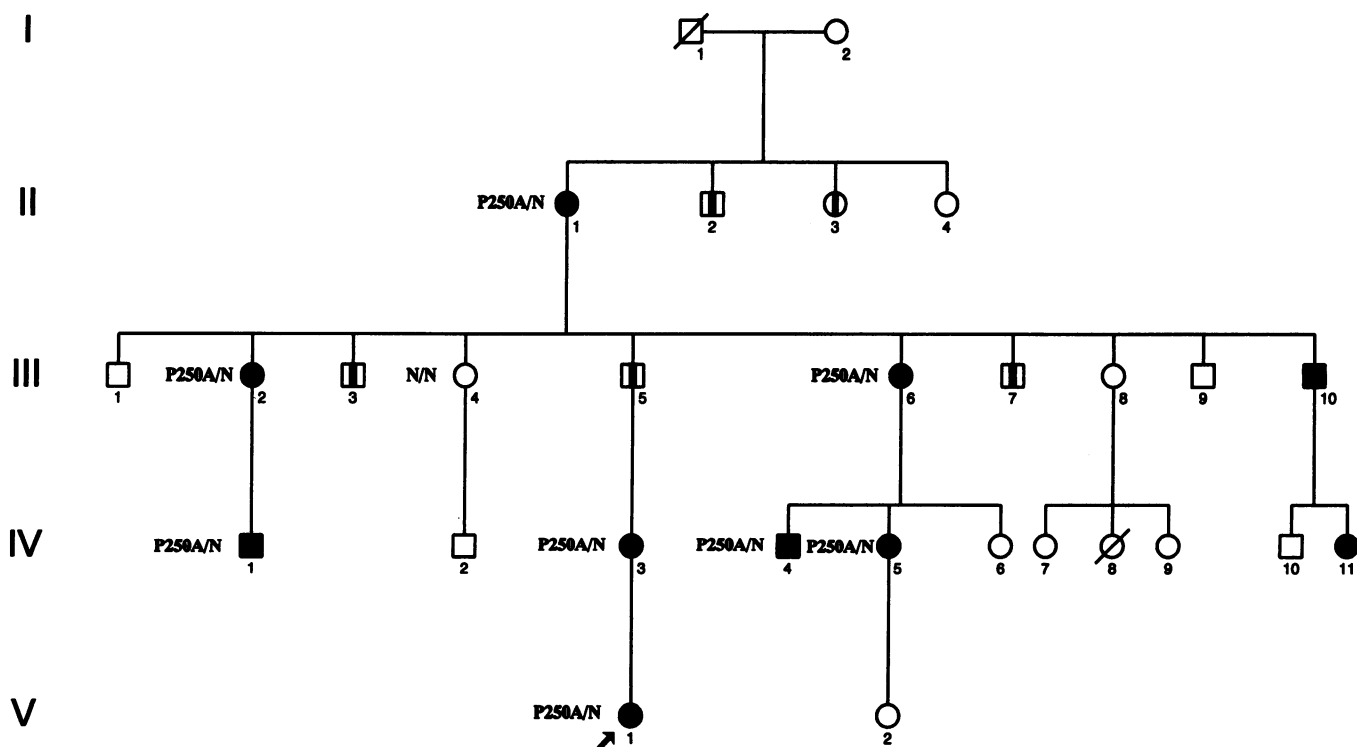 I
1 2
II
P250A/N
1 2 3 4
III
P250A/N N/N P250A/N
1 2 3 4 5 6 7 8 9 10
IV
P250A/N P250A/N P250A/N P250A/N
1 2 3 4 5 6 7 8 9 10 11
V
P250A/N
1 2